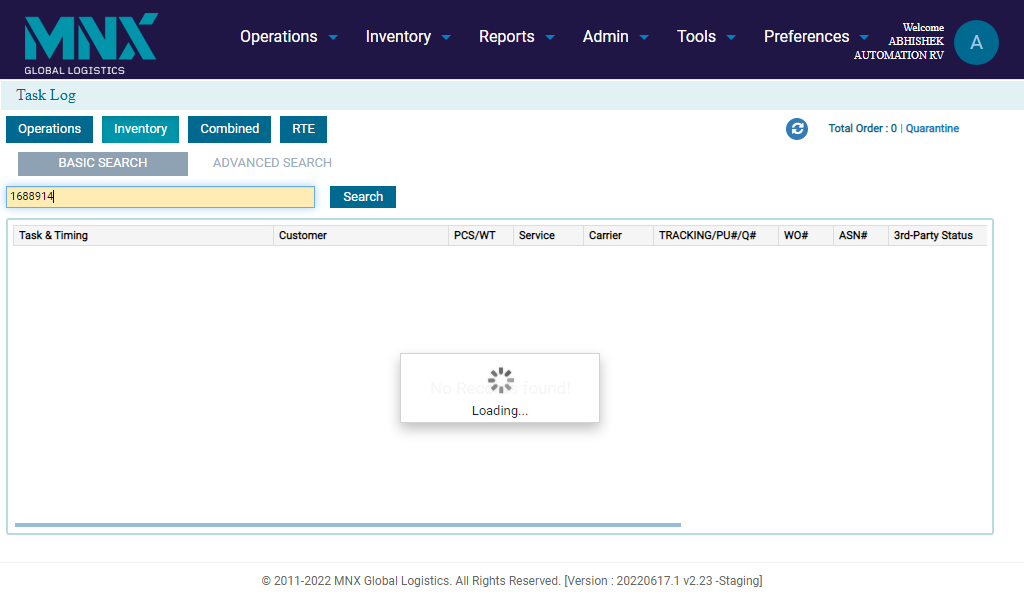 MNX
GLOBAL LOGISTICS
Operations Inventory Reports Admin Tools Preferences
Welcome
ABHISHEK
AUTOMATION RV
A
Task Log
Operations Inventory Combined RTE
Total Order : 0 | Quarantine
BASIC SEARCH ADVANCED SEARCH
1688914 Search
Task & Timing Customer PCS/WT Service Carrier TRACKING/PU#/Q# WO# ASN# 3rd-Party Status
No Records found!
Loading...
© 2011-2022 MNX Global Logistics. All Rights Reserved. [Version : 20220617.1 v2.23 -Staging]